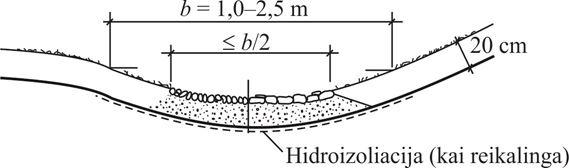 b = 1,0–2,5 m
≤ b/2
20 cm
Hidroizoliacija (kai reikalinga)